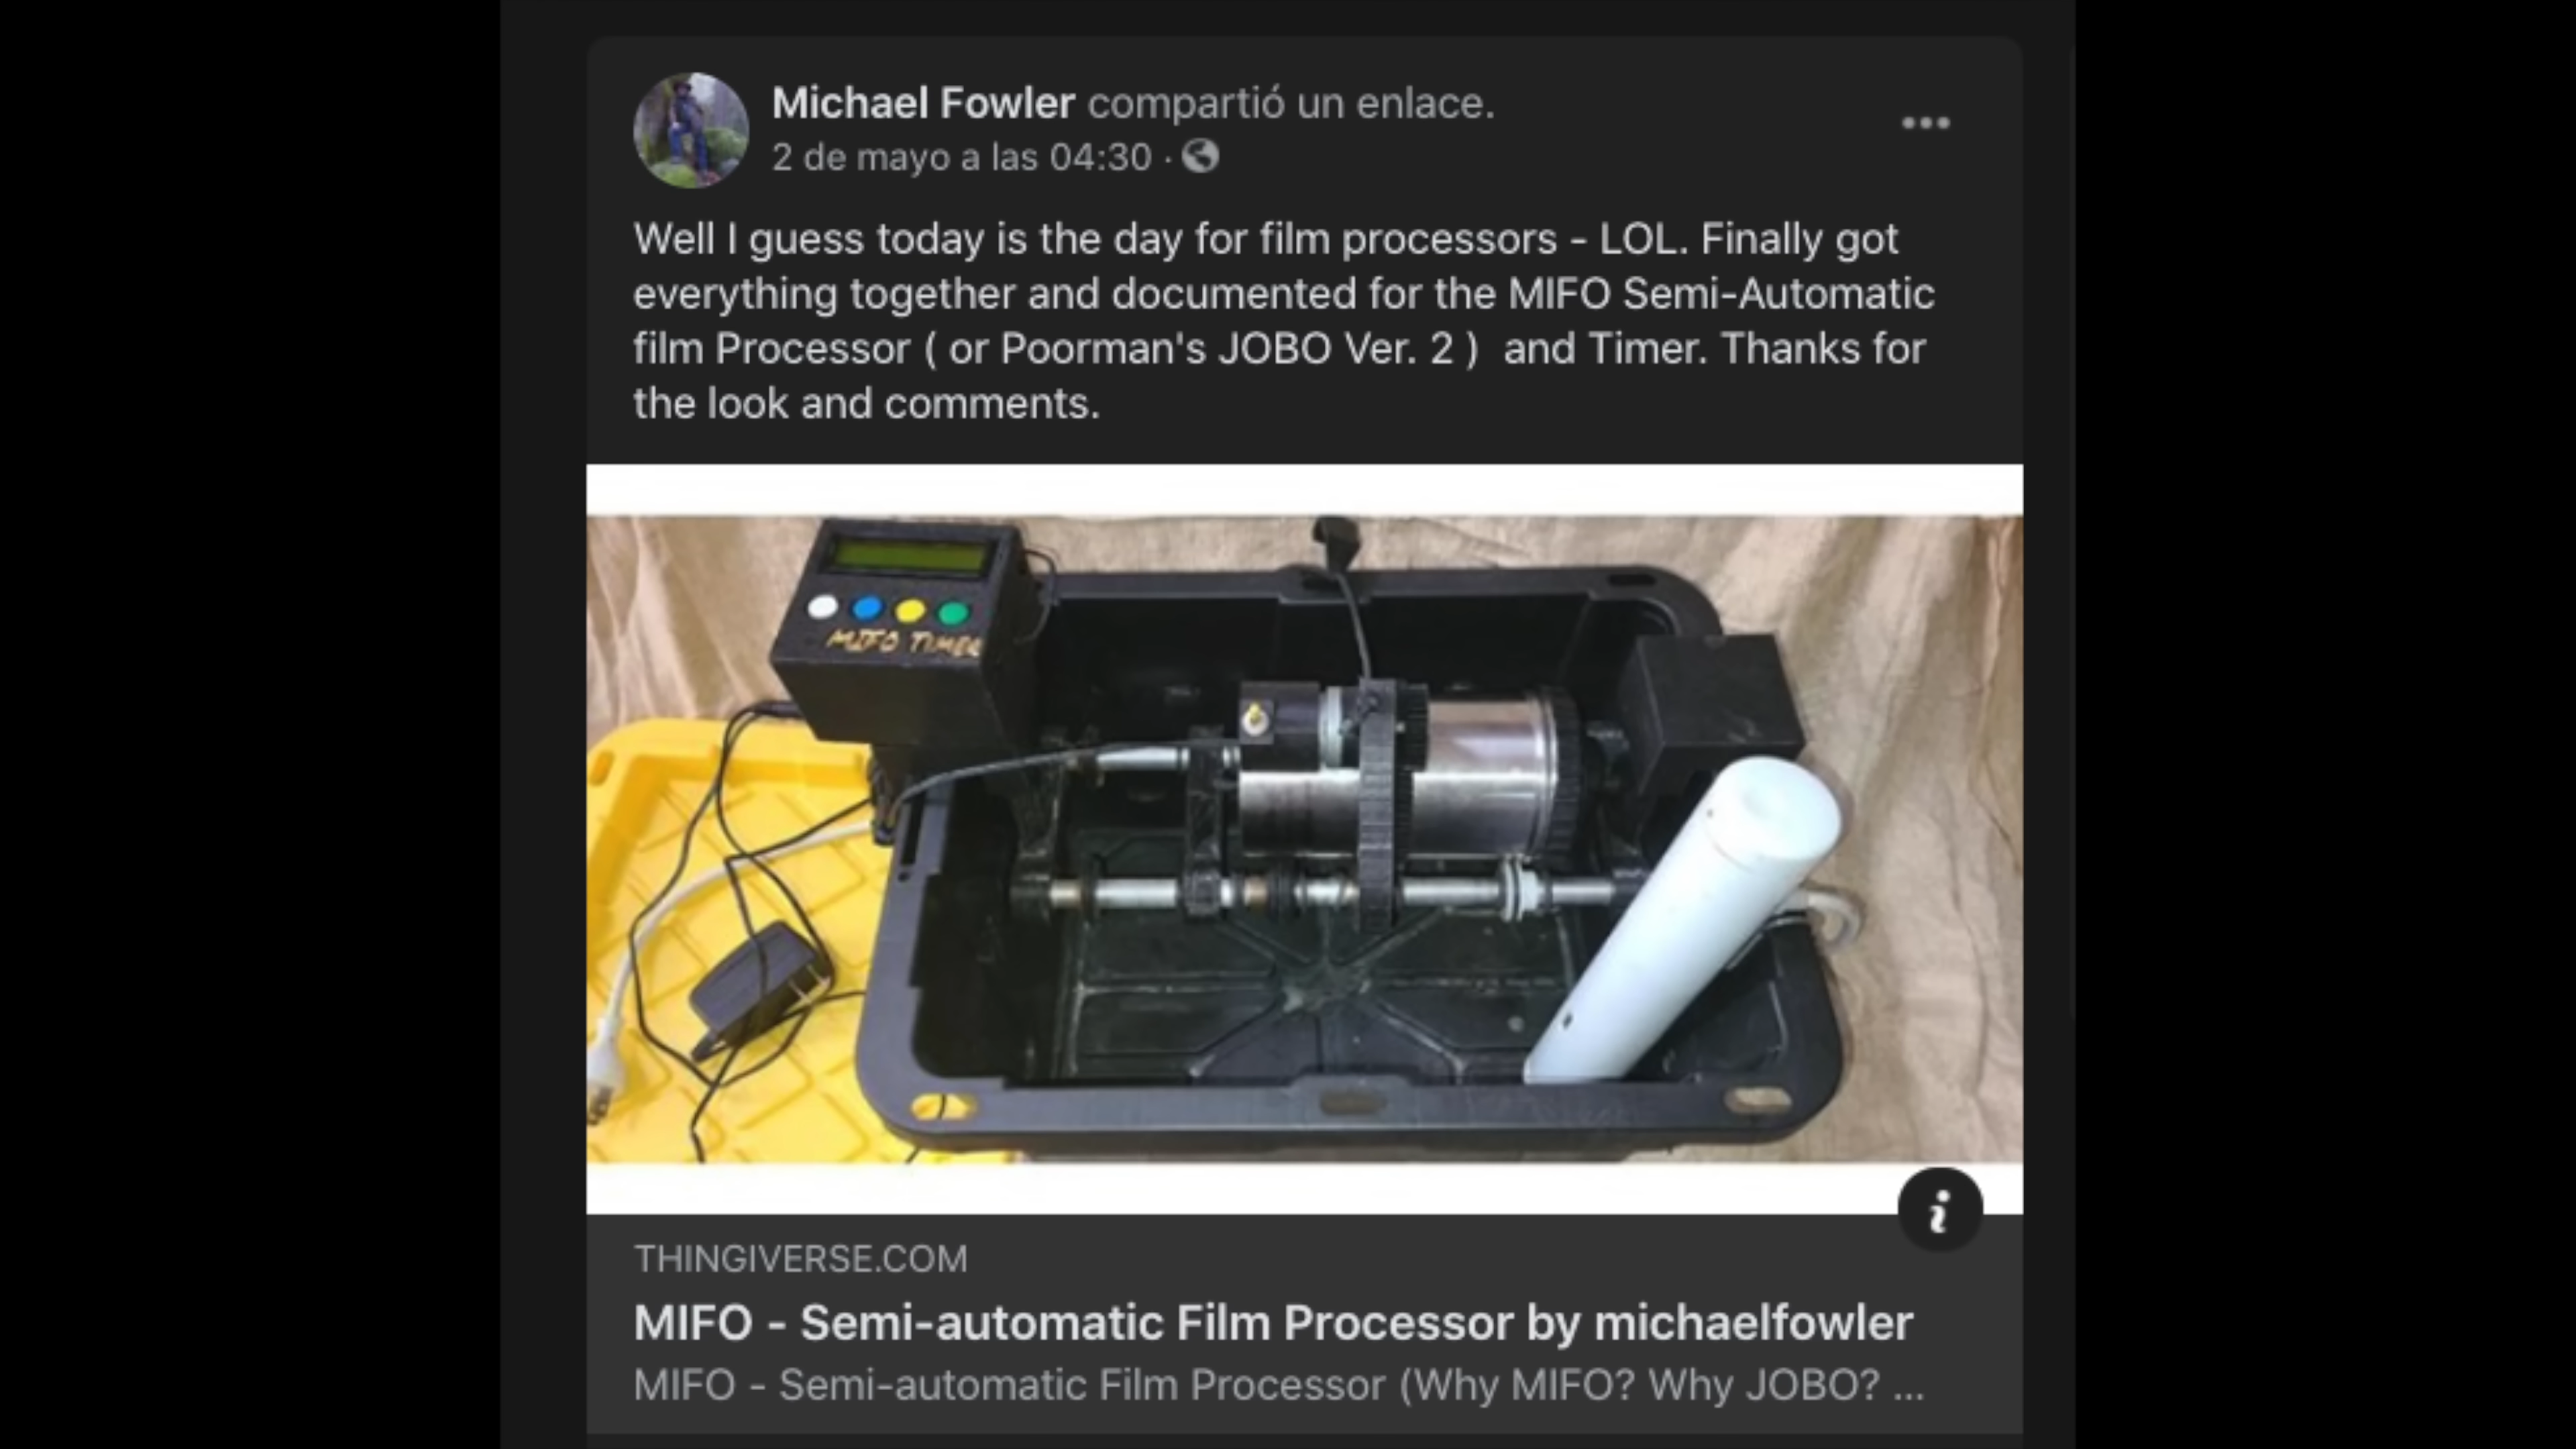 Michael Fowler compartió un enlace.
2 de mayo a las 04:30 ·
Well I guess today is the day for film processors - LOL. Finally got
everything together and documented for the MIFO Semi-Automatic
film Processor ( or Poorman's JOBO Ver. 2 )  and Timer. Thanks for
the look and comments.
MIFO TIMER
THINGIVERSE.COM
MIFO - Semi-automatic Film Processor by michaelfowler
MIFO - Semi-automatic Film Processor (Why MIFO? Why JOBO? ...